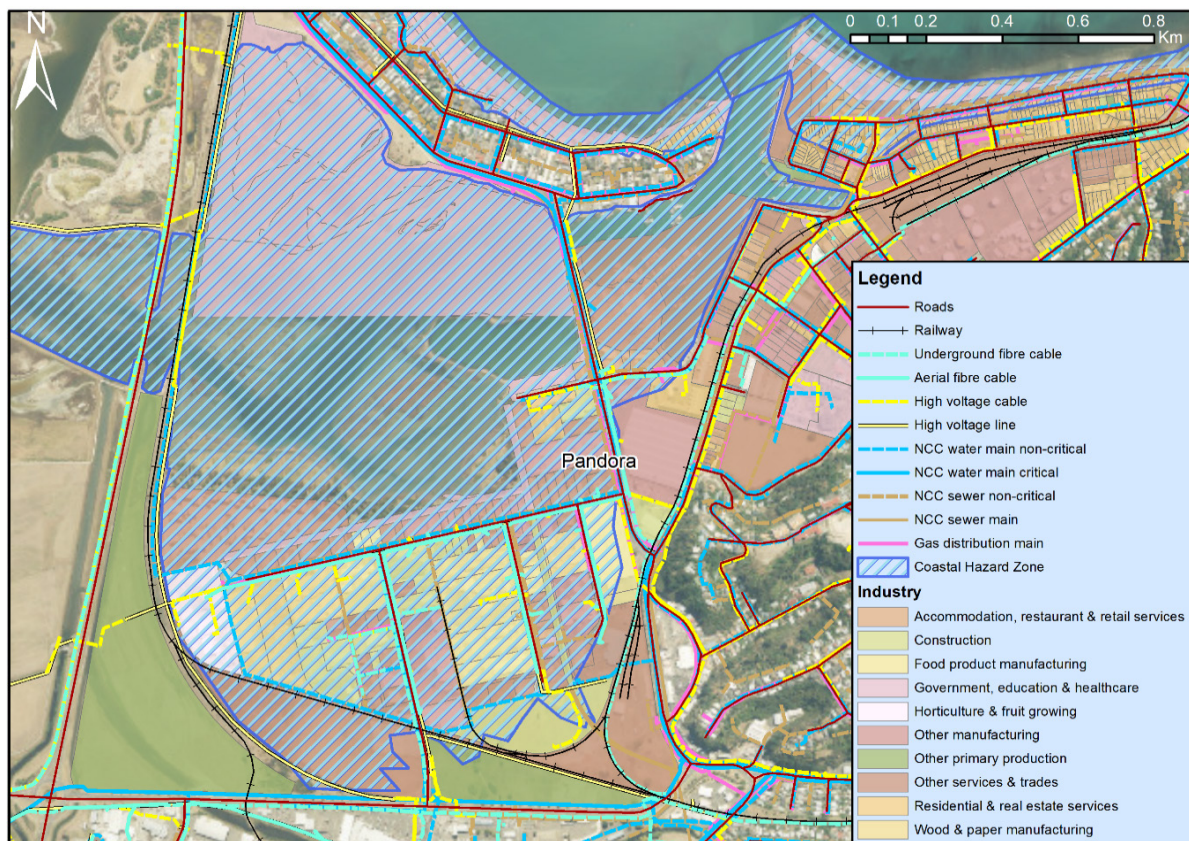 N
0 0.2 0.4 0.6 0.8
Km
Pandora
Legend
Roads
Railway
Underground fibre cable
Aerial fibre cable
High voltage cable
High voltage line
NCC water main non-critical
NCC water main critical
NCC sewer non-critical
NCC sewer main
Gas distribution main
Coastal Hazard Zone
Industry
Accommodation, restaurant & retail services
Construction
Food product manufacturing
Government, education & healthcare
Horticulture & fruit growing
Other manufacturing
Other primary production
Other services & trades
Residential & real estate services
Wood & paper manufacturing